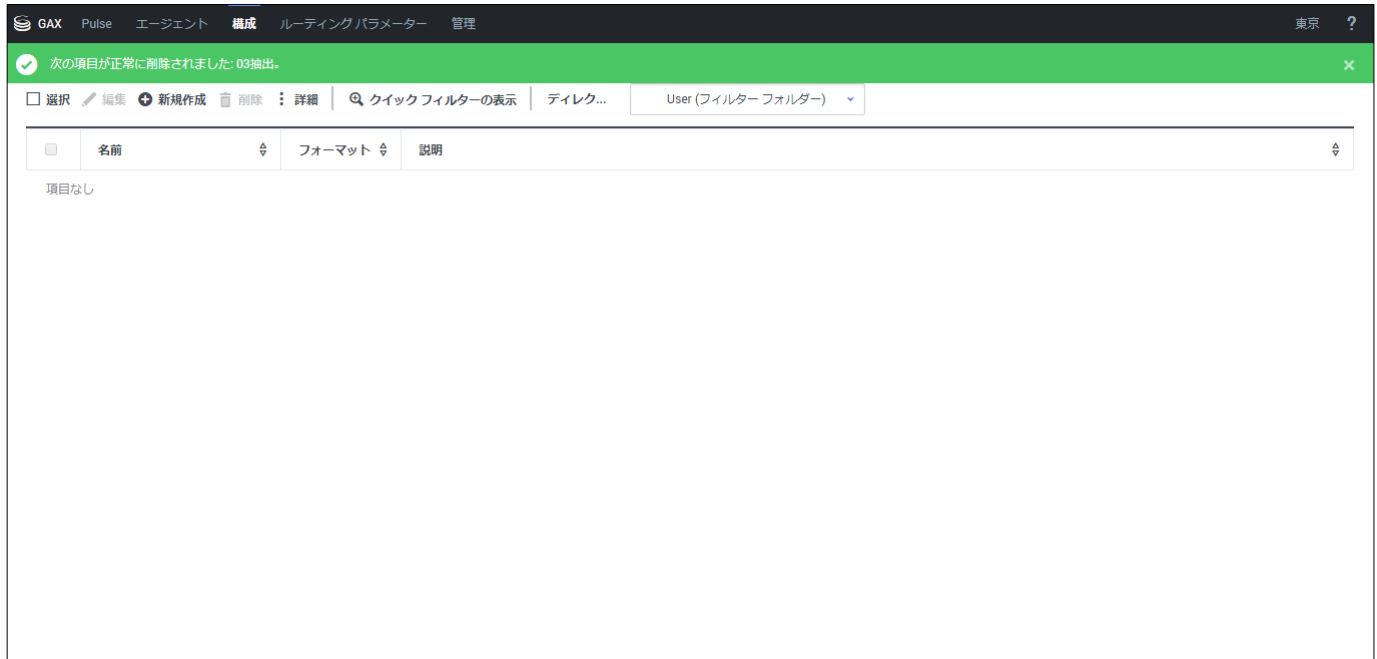 GAX Pulse エージェント 構成 ルーティング パラメーター 管理 東京 ?
次の項目が正常に削除されました: 03抽出。 ×
選択 編集 新規作成 削除 詳細 クイック フィルターの表示 ディレク... User (フィルター フォルダー)
名前 フォーマット 説明
項目なし